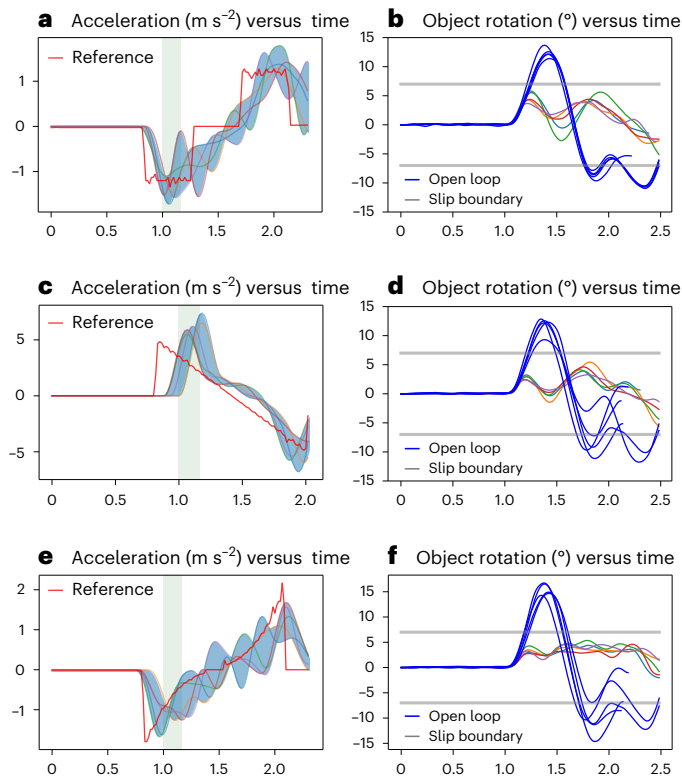 a Acceleration (m s⁻²) versus time
Reference
1
0
−1
0 0.5 1.0 1.5 2.0
b Object rotation (°) versus time
15
10
5
0
−5
−10
−15
Open loop
Slip boundary
0 0.5 1.0 1.5 2.0 2.5
c Acceleration (m s⁻²) versus time
Reference
5
0
−5
0 0.5 1.0 1.5 2.0
d Object rotation (°) versus time
15
10
5
0
−5
−10
−15
Open loop
Slip boundary
0 0.5 1.0 1.5 2.0 2.5
e Acceleration (m s⁻²) versus time
Reference
2
1
0
−1
0 0.5 1.0 1.5 2.0
f Object rotation (°) versus time
15
10
5
0
−5
−10
−15
Open loop
Slip boundary
0 0.5 1.0 1.5 2.0 2.5